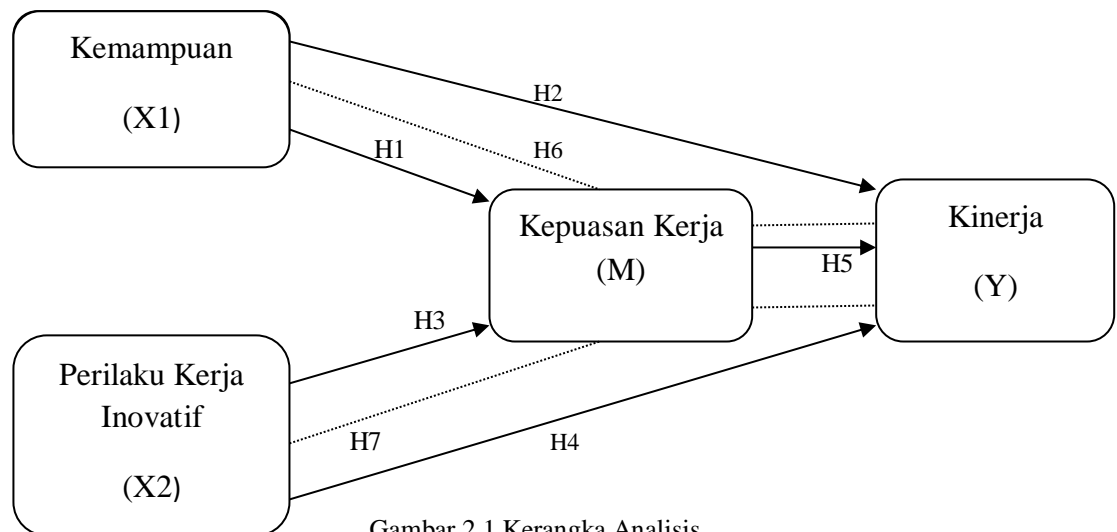 Kemampuan
(X1)
H2
H1
H6
Kepuasan Kerja
(M)
Kinerja
(Y)
H5
H3
Perilaku Kerja
Inovatif
(X2)
H7
H4
Gambar 2.1 Kerangka Analisis